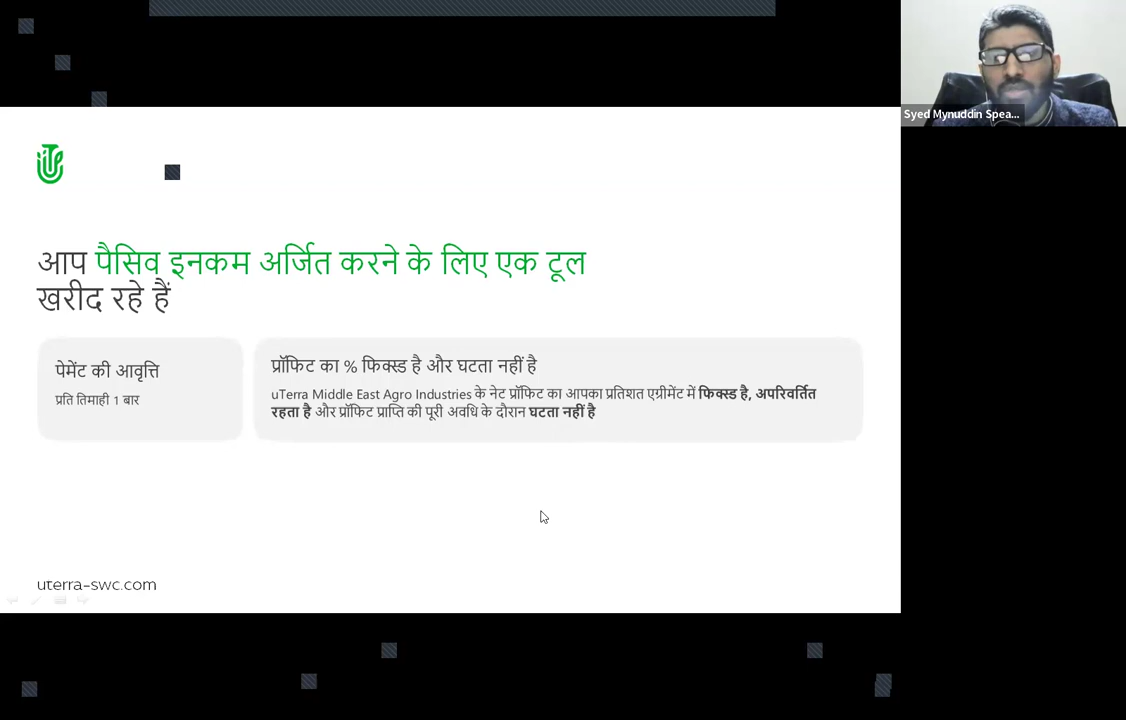 Syed Mynuddin Spea...
आप पैसिव इनकम अर्जित करने के लिए एक टूल
खरीद रहे हैं
पेमेंट की आवृत्ति
प्रति तिमाही 1 बार
प्रॉफिट का % फिक्स्ड है और घटता नहीं है
uTerra Middle East Agro Industries के नेट प्रॉफिट का आपका प्रतिशत एग्रीमेंट में फिक्स्ड है, अपरिवर्तित
रहता है और प्रॉफिट प्राप्ति की पूरी अवधि के दौरान घटता नहीं है
uterra-swc.com